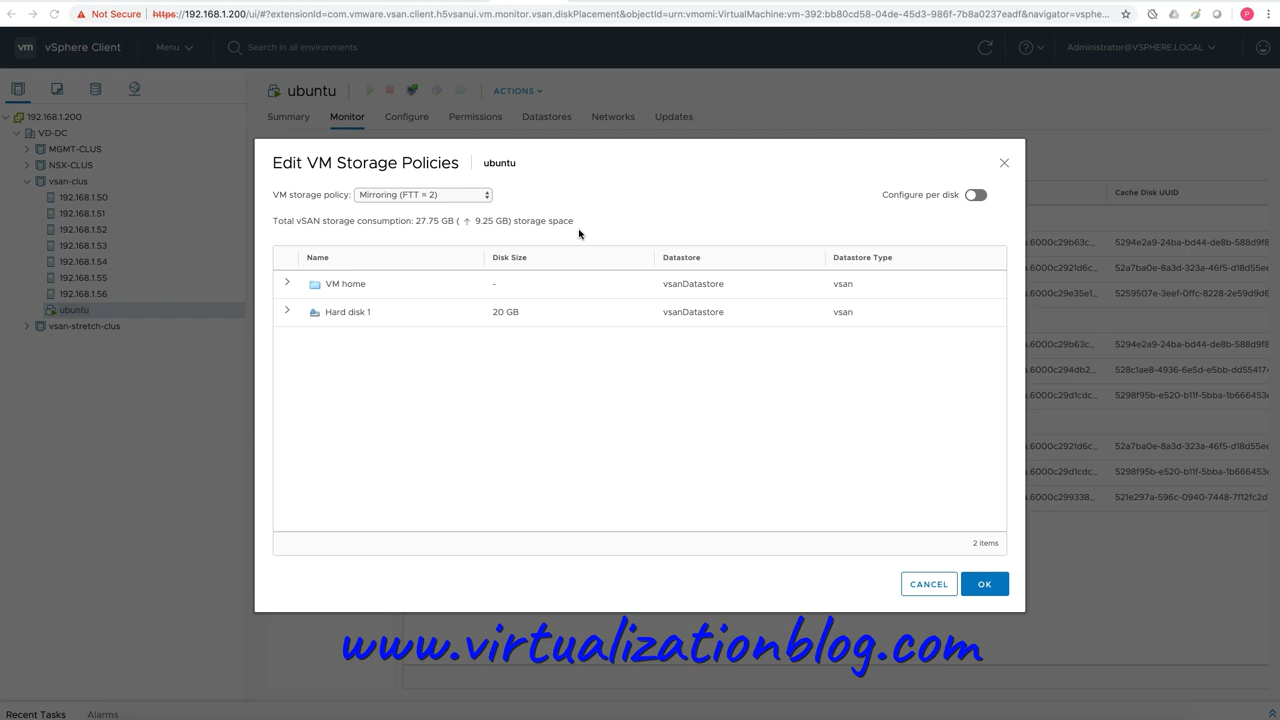 Not Secure https://192.168.1.200/ui/#?extensionId=com.vmware.vsan.client.h5vsanui.vm.monitor.vsan.diskPlacement&objectId=urn:vmomi:VirtualMachine:vm-392:bb80cd58-04de-45d3-986f-7b8a0237eadf&navigator=vsphe...
P
vm vSphere Client Menu Search in all environments Administrator@VSPHERE.LOCAL
ubuntu ACTIONS
Summary Monitor Configure Permissions Datastores Networks Updates
192.168.1.200
VD-DC
MGMT-CLUS
NSX-CLUS
vsan-clus
192.168.1.50
192.168.1.51
192.168.1.52
192.168.1.53
192.168.1.54
192.168.1.55
192.168.1.56
ubuntu
vsan-stretch-clus
Edit VM Storage Policies ubuntu
VM storage policy: Mirroring (FTT = 2) Configure per disk
Total vSAN storage consumption: 27.75 GB ( ↑ 9.25 GB) storage space
Name Disk Size Datastore Datastore Type
VM home - vsanDatastore vsan
Hard disk 1 20 GB vsanDatastore vsan
2 items
CANCEL OK
Cache Disk UUID
.6000c29b63c... 5294e2a9-24ba-bd44-de8b-588d9f8
.6000c2921d6c... 52a7ba0e-8a3d-323a-46f5-d18d55ee
.6000c29e35e1... 5259507e-3eef-0ffc-8228-2e59d9d6
.6000c29b63c... 5294e2a9-24ba-bd44-de8b-588d9f8
.6000c294db2... 528c1ae8-4936-6e5d-e5bb-dd55417
.6000c29d1cdc... 5298f95b-e520-b11f-5bba-1b666453
.6000c2921d6c... 52a7ba0e-8a3d-323a-46f5-d18d55ee
.6000c29d1cdc... 5298f95b-e520-b11f-5bba-1b666453
.6000c299338... 521e297a-596c-0940-7448-7f12fc2d
www.virtualizationblog.com
Recent Tasks Alarms